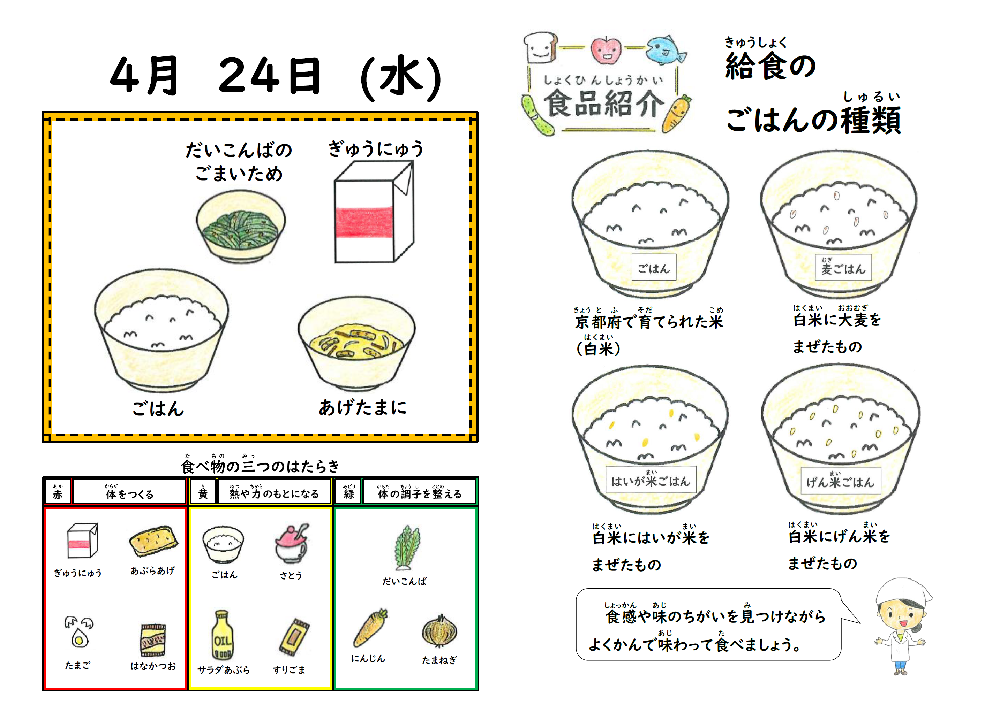 4月 24日 (水)
だいこんばの
ごまいため
ぎゅうにゅう
ごはん
あげたまに
食べ物の三つのはたらき
た もの みっ
赤 体をつくる
あか からだ
黄 熱や力のもとになる
き ねつ ちから
緑 体の調子を整える
みどり からだ ちょう し ととの
ぎゅうにゅう
あぶらあげ
たまご
はなかつお
ごはん
さとう
OIL
サラダあぶら
すりごま
だいこんば
にんじん
たまねぎ
しょくひんしょうかい
食品紹介
きゅうしょく
給食の
しゅるい
ごはんの種類
ごはん
きょう と ふ そだ こめ
京都府で育てられた米
はくまい
(白米)
むぎ
麦ごはん
はくまい おおむぎ
白米に大麦を
まぜたもの
まい
はいが米ごはん
はくまい まい
白米にはいが米を
まぜたもの
まい
げん米ごはん
はくまい まい
白米にげん米を
まぜたもの
しょっかん あじ み
食感や味のちがいを見つけながら
あじ た
よくかんで味わって食べましょう。